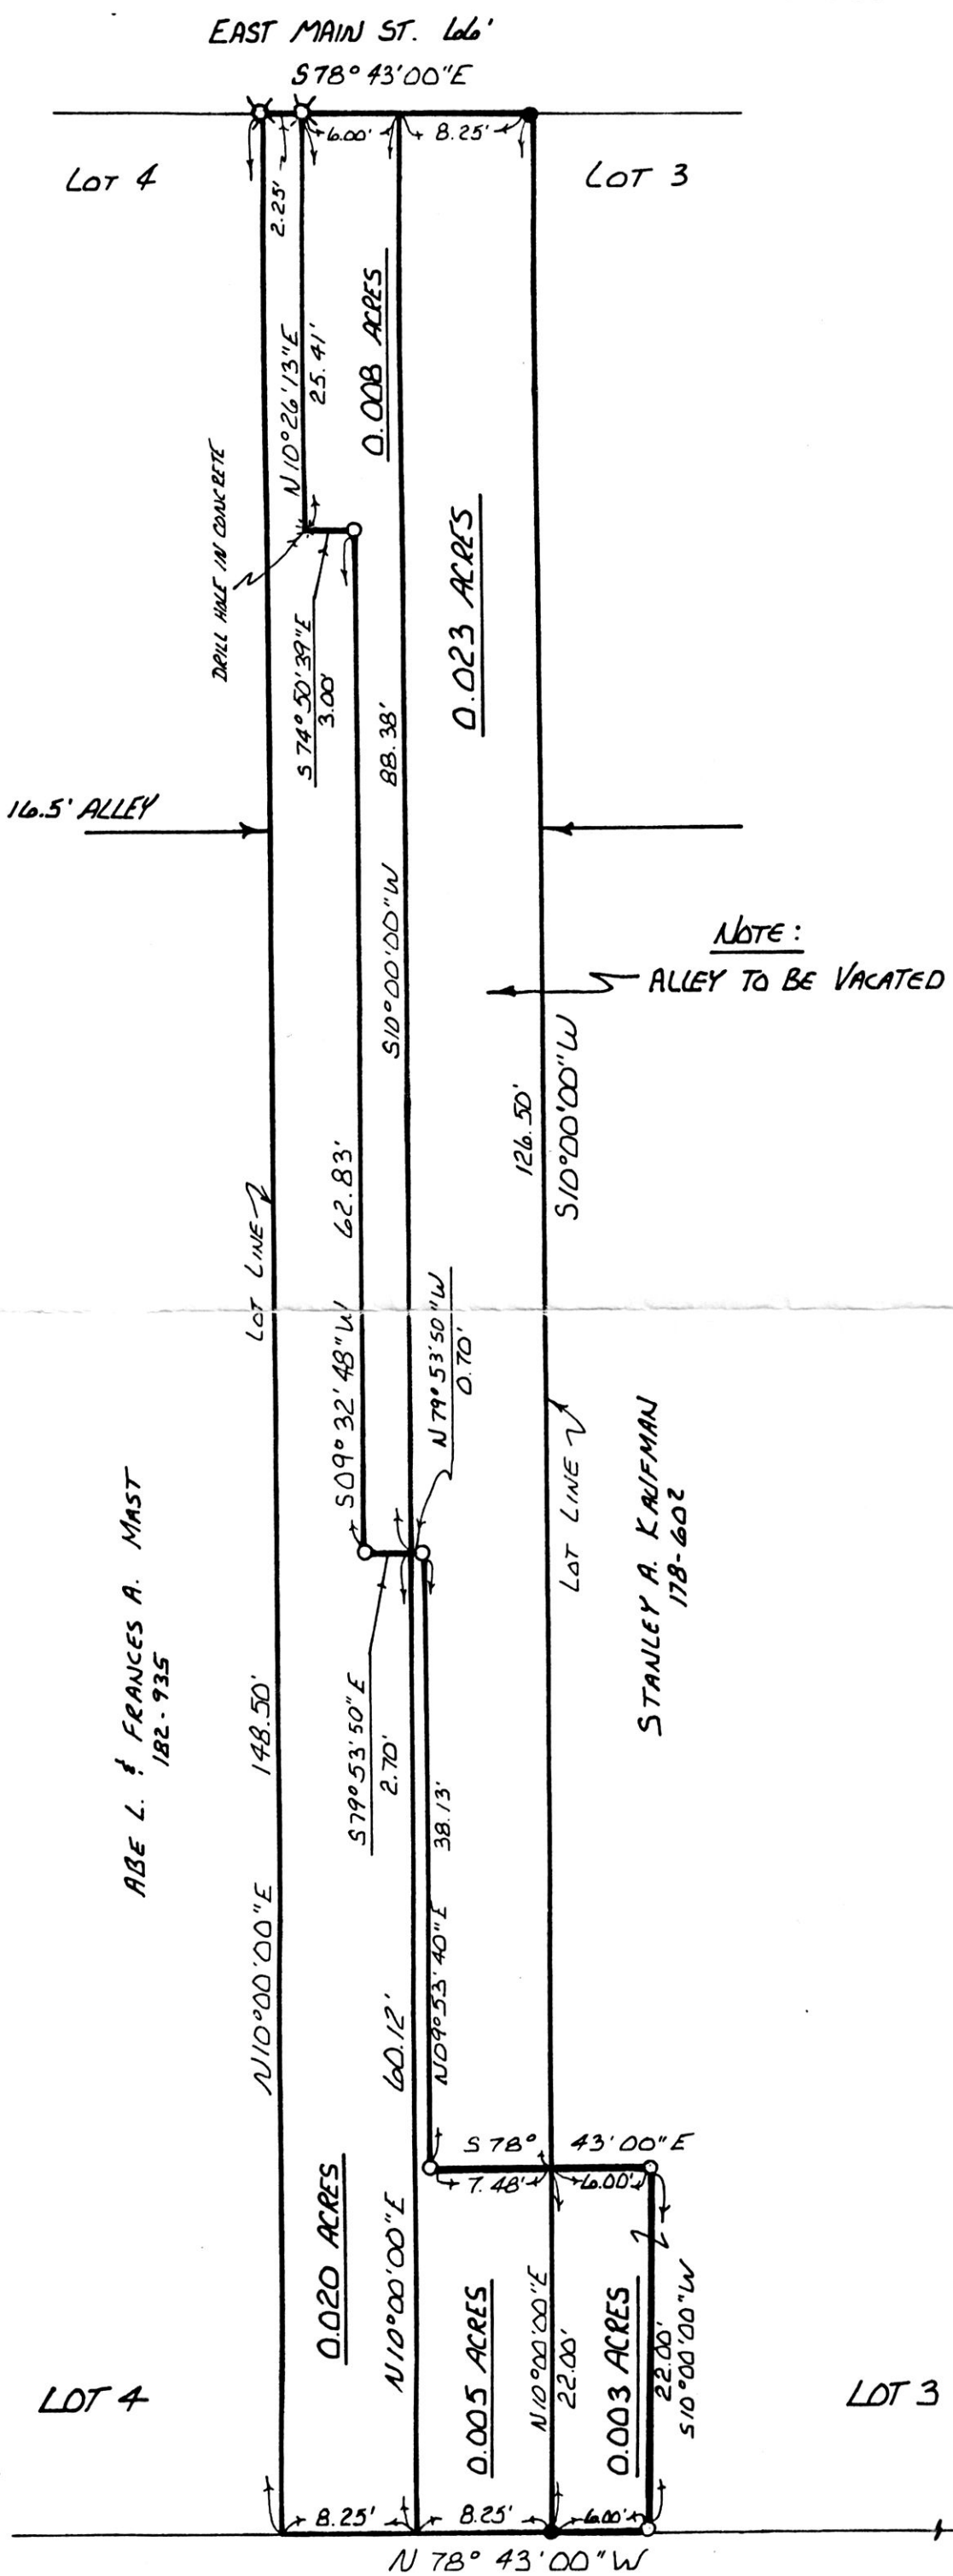 EAST MAIN ST. 66'
S78° 43'00"E
6.00'
8.25'
LOT 4
LOT 3
2.25'
N10°26'13"E
25.41'
0.008 ACRES
DRILL HOLE IN CONCRETE
S74°50'39"E
3.00'
0.023 ACRES
88.38'
S10°00'00"W
16.5' ALLEY
NOTE:
ALLEY TO BE VACATED
126.50'
S10°00'00"W
62.83'
S09°32'48"W
LOT LINE
N79°53'50"W
0.70'
LOT LINE
STANLEY A. KAUFMAN
178-602
ABE L. & FRANCES A. MAST
182-935
148.50'
N10°00'00"E
S79°53'50"E
2.70'
38.13'
N09°53'40"E
60.12'
N10°00'00"E
S78° 43'00"E
7.48'
6.00'
0.020 ACRES
0.005 ACRES
N10°00'00"E
22.00'
0.003 ACRES
22.00'
S10°00'00"W
LOT 4
LOT 3
8.25'
8.25'
6.00'
N 78° 43'00"W